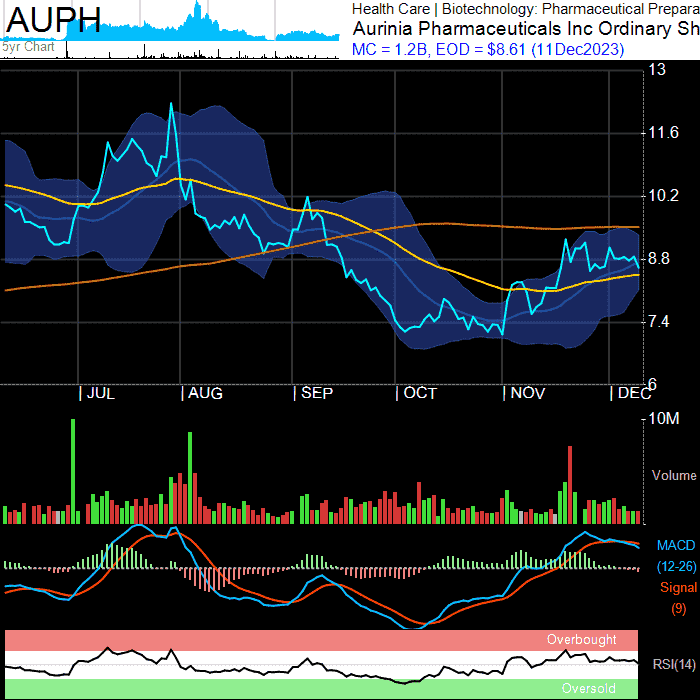 AUPH
Health Care | Biotechnology: Pharmaceutical Prepara
Aurinia Pharmaceuticals Inc Ordinary Sh
MC = 1.2B, EOD = $8.61 (11Dec2023)
5yr Chart
13
11.6
10.2
8.8
7.4
6
| JUL | AUG | SEP | OCT | NOV | DEC
10M
Volume
MACD
(12-26)
Signal
(9)
Overbought
RSI(14)
Oversold